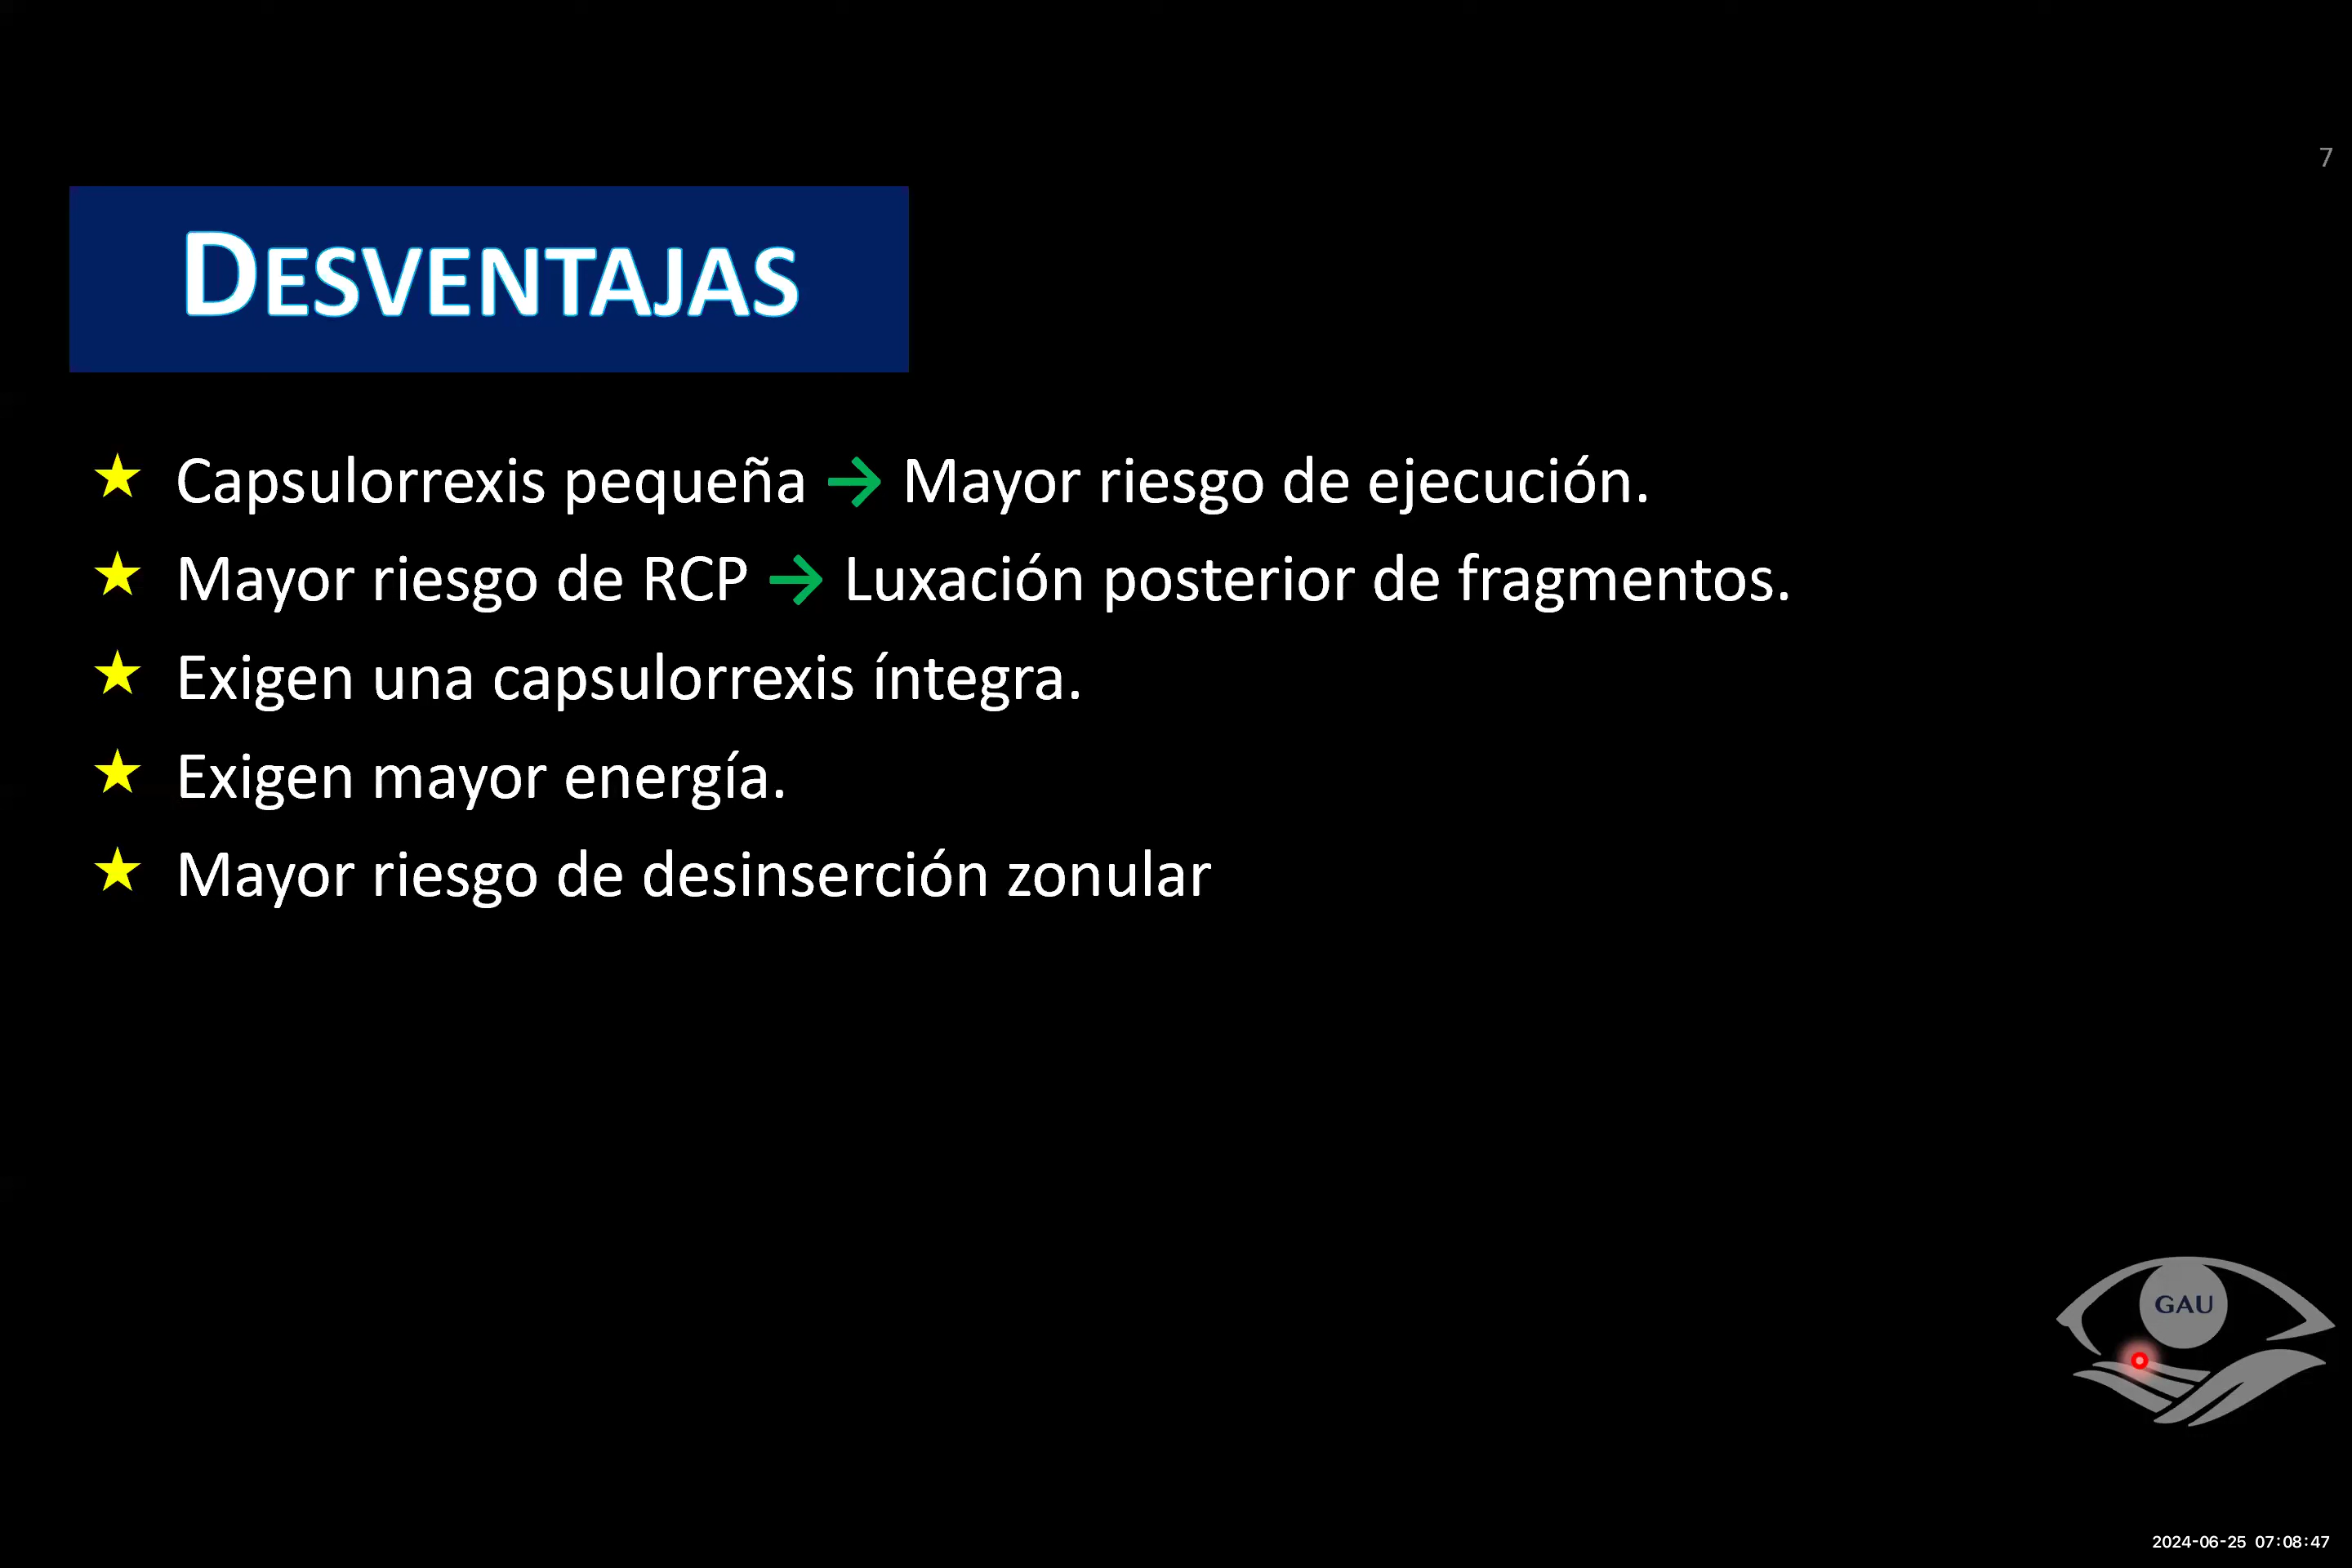 7
DESVENTAJAS
★ Capsulorrexis pequeña → Mayor riesgo de ejecución.
★ Mayor riesgo de RCP → Luxación posterior de fragmentos.
★ Exigen una capsulorrexis íntegra.
★ Exigen mayor energía.
★ Mayor riesgo de desinserción zonular
GAU
2024-06-25 07:08:47